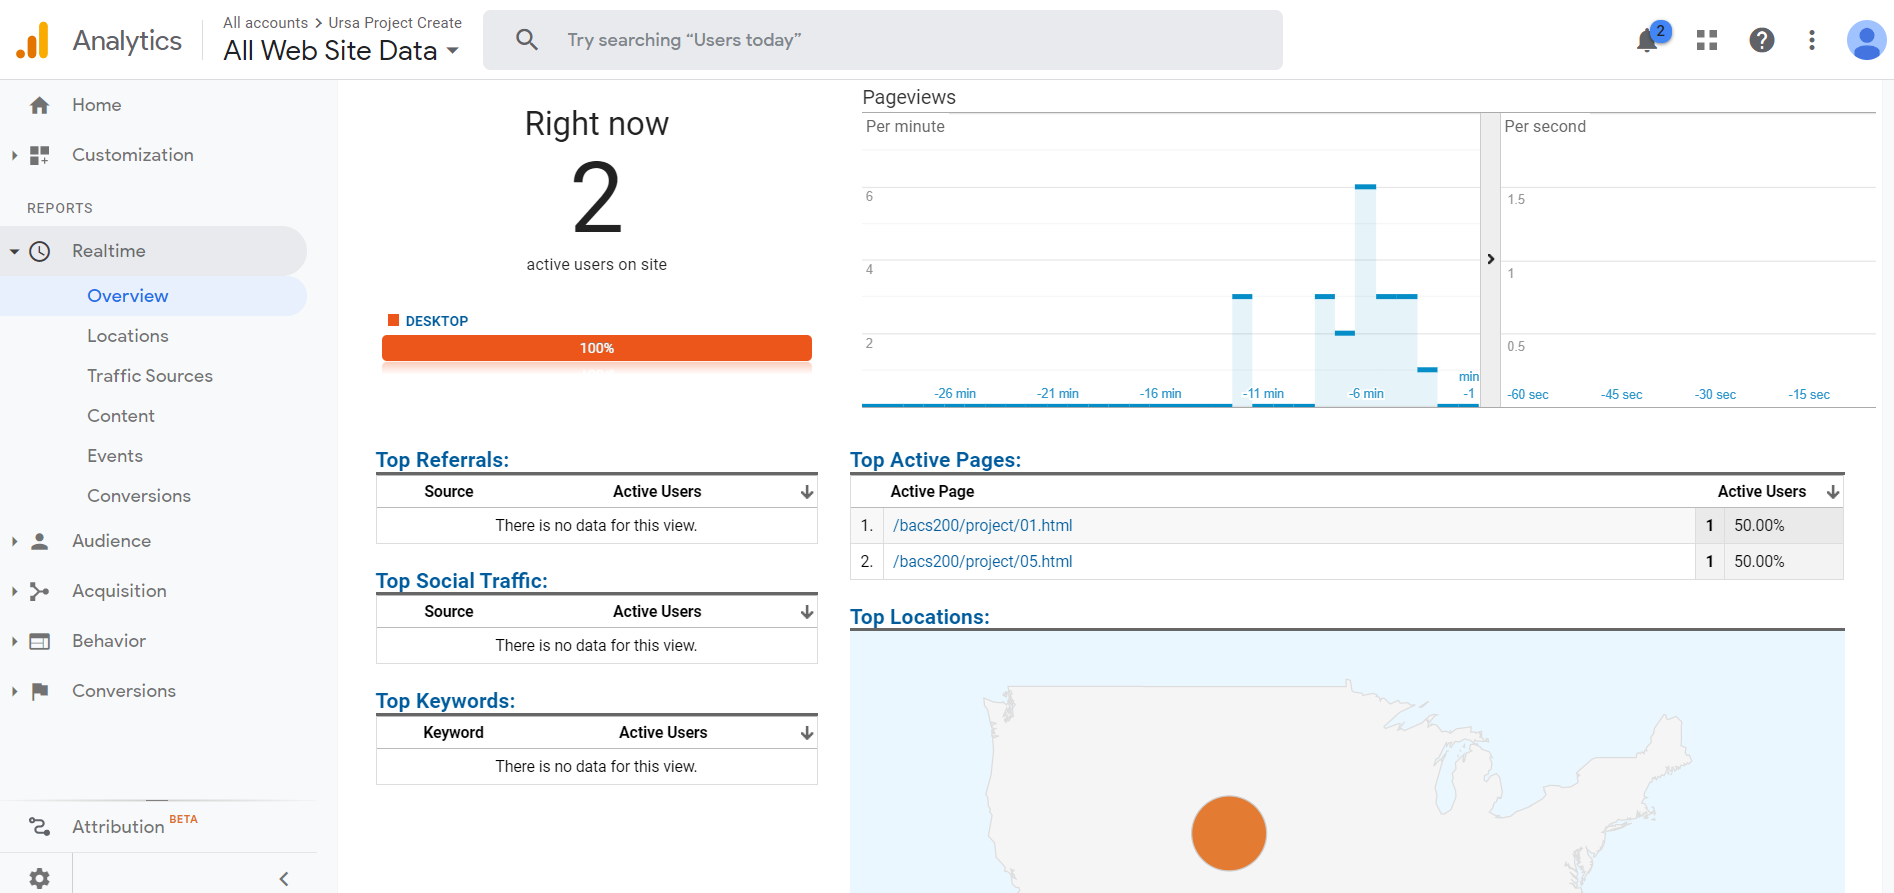 Analytics
All accounts > Ursa Project Create
All Web Site Data
Try searching “Users today”
2
Home
Customization
REPORTS
Realtime
Overview
Locations
Traffic Sources
Content
Events
Conversions
Audience
Acquisition
Behavior
Conversions
Attribution BETA
Right now
2
active users on site
DESKTOP
100%
Pageviews
Per minute
6
4
2
-26 min
-21 min
-16 min
-11 min
-6 min
min
-1
Per second
1.5
1
0.5
-60 sec
-45 sec
-30 sec
-15 sec
Top Referrals:
Source Active Users
There is no data for this view.
Top Social Traffic:
Source Active Users
There is no data for this view.
Top Keywords:
Keyword Active Users
There is no data for this view.
Top Active Pages:
Active Page Active Users
1. /bacs200/project/01.html 1 50.00%
2. /bacs200/project/05.html 1 50.00%
Top Locations: